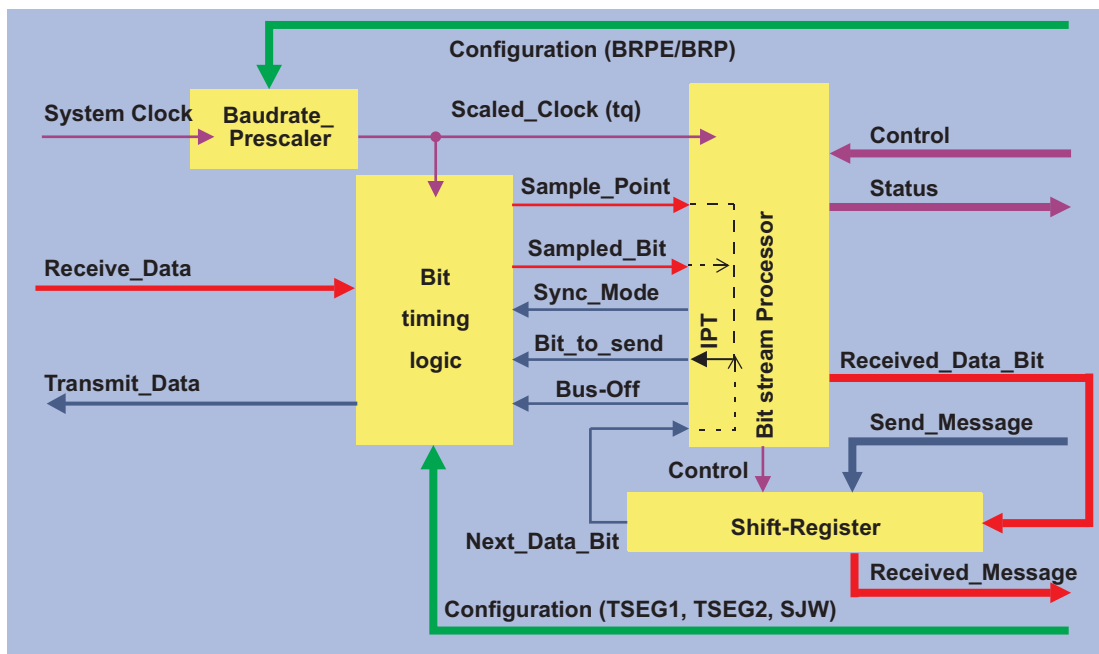 Configuration (BRPE/BRP)
System Clock
Baudrate_
Prescaler
Scaled_Clock (tq)
Control
Status
Sample_Point
Sampled_Bit
Receive_Data
Bit
timing
logic
Sync_Mode
Bit_to_send
IPT
Bit stream Processor
Transmit_Data
Bus-Off
Received_Data_Bit
Send_Message
Control
Next_Data_Bit
Shift-Register
Received_Message
Configuration (TSEG1, TSEG2, SJW)